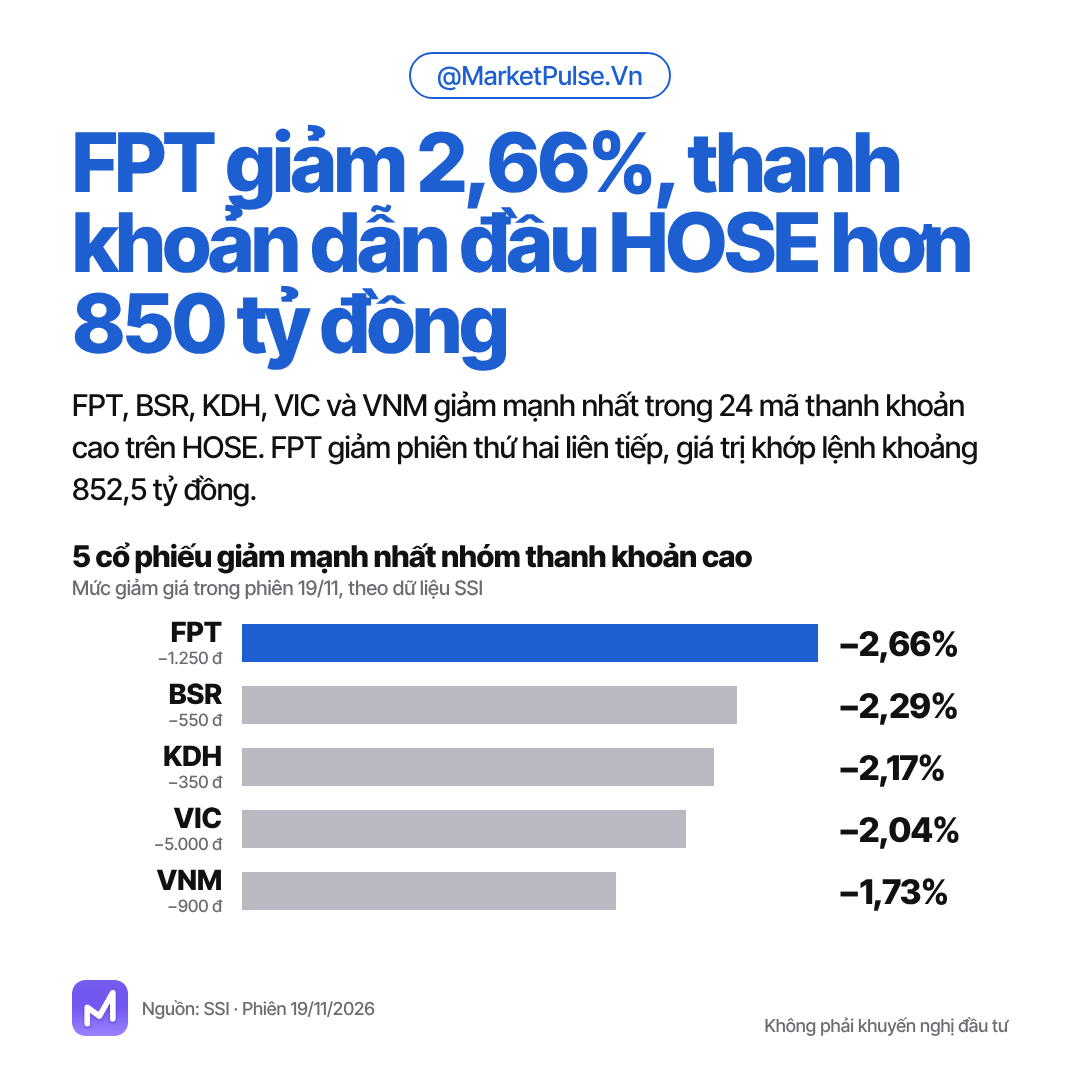 @MarketPulse.Vn
FPT giảm 2,66%, thanh
khoản dẫn đầu HOSE hơn
850 tỷ đồng
FPT, BSR, KDH, VIC và VNM giảm mạnh nhất trong 24 mã thanh khoản
cao trên HOSE. FPT giảm phiên thứ hai liên tiếp, giá trị khớp lệnh khoảng
852,5 tỷ đồng.
5 cổ phiếu giảm mạnh nhất nhóm thanh khoản cao
Mức giảm giá trong phiên 19/11, theo dữ liệu SSI
FPT
−1.250 đ
−2,66%
BSR
−550 đ
−2,29%
KDH
−350 đ
−2,17%
VIC
−5.000 đ
−2,04%
VNM
−900 đ
−1,73%
Nguồn: SSI · Phiên 19/11/2026
Không phải khuyến nghị đầu tư